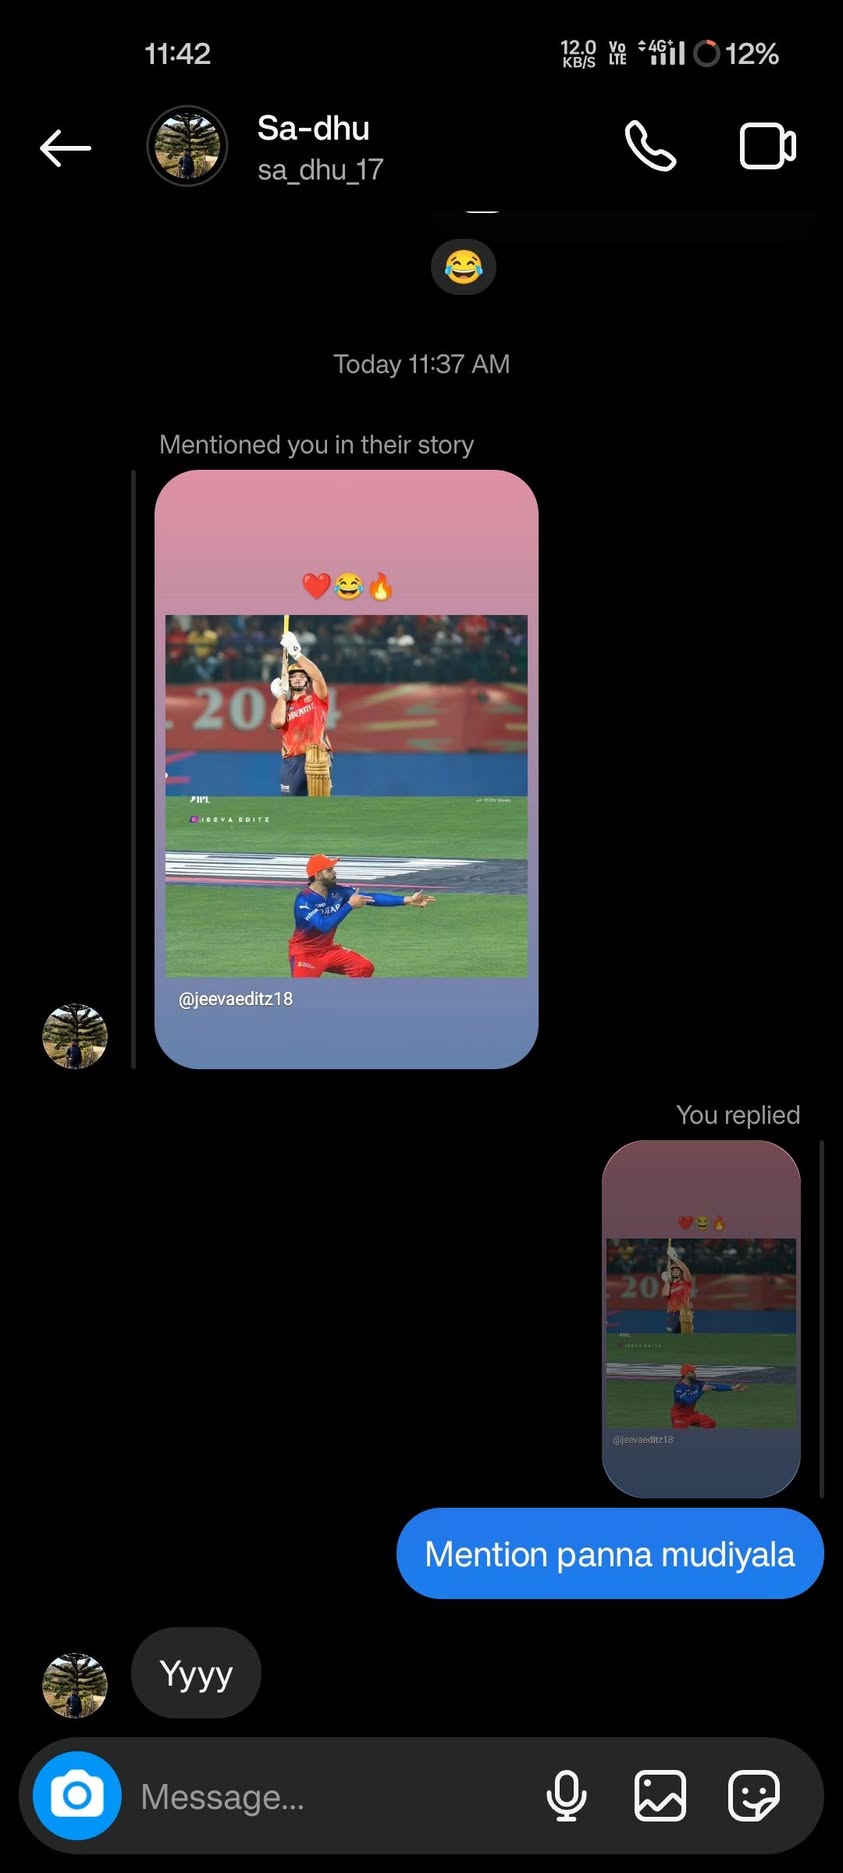 11:42
12.0 KB/S Vo LTE 4G+ 12%
Sa-dhu
sa_dhu_17
😂
Today 11:37 AM
Mentioned you in their story
❤️😂🔥
IPL
JEEVA EDITZ
@jeevaeditz18
You replied
❤️😂🔥
@jeevaeditz18
Mention panna mudiyala
Yyyy
Message...